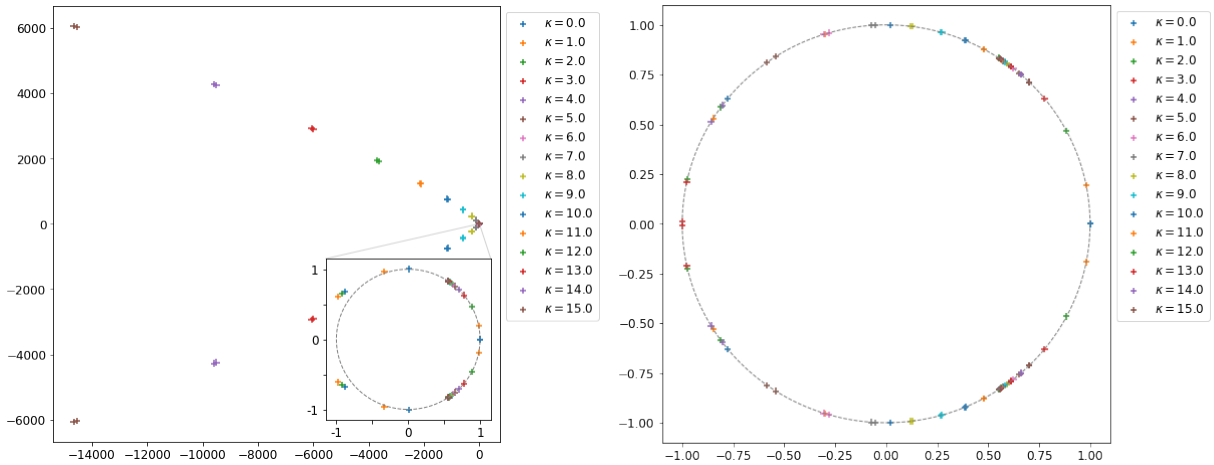 6000
4000
2000
0
−2000
−4000
−6000
−14000 −12000 −10000 −8000 −6000 −4000 −2000 0
1
0
-1
-1 0 1
κ = 0.0
κ = 1.0
κ = 2.0
κ = 3.0
κ = 4.0
κ = 5.0
κ = 6.0
κ = 7.0
κ = 8.0
κ = 9.0
κ = 10.0
κ = 11.0
κ = 12.0
κ = 13.0
κ = 14.0
κ = 15.0
1.00
0.75
0.50
0.25
0.00
−0.25
−0.50
−0.75
−1.00
−1.00 −0.75 −0.50 −0.25 0.00 0.25 0.50 0.75 1.00
κ = 0.0
κ = 1.0
κ = 2.0
κ = 3.0
κ = 4.0
κ = 5.0
κ = 6.0
κ = 7.0
κ = 8.0
κ = 9.0
κ = 10.0
κ = 11.0
κ = 12.0
κ = 13.0
κ = 14.0
κ = 15.0